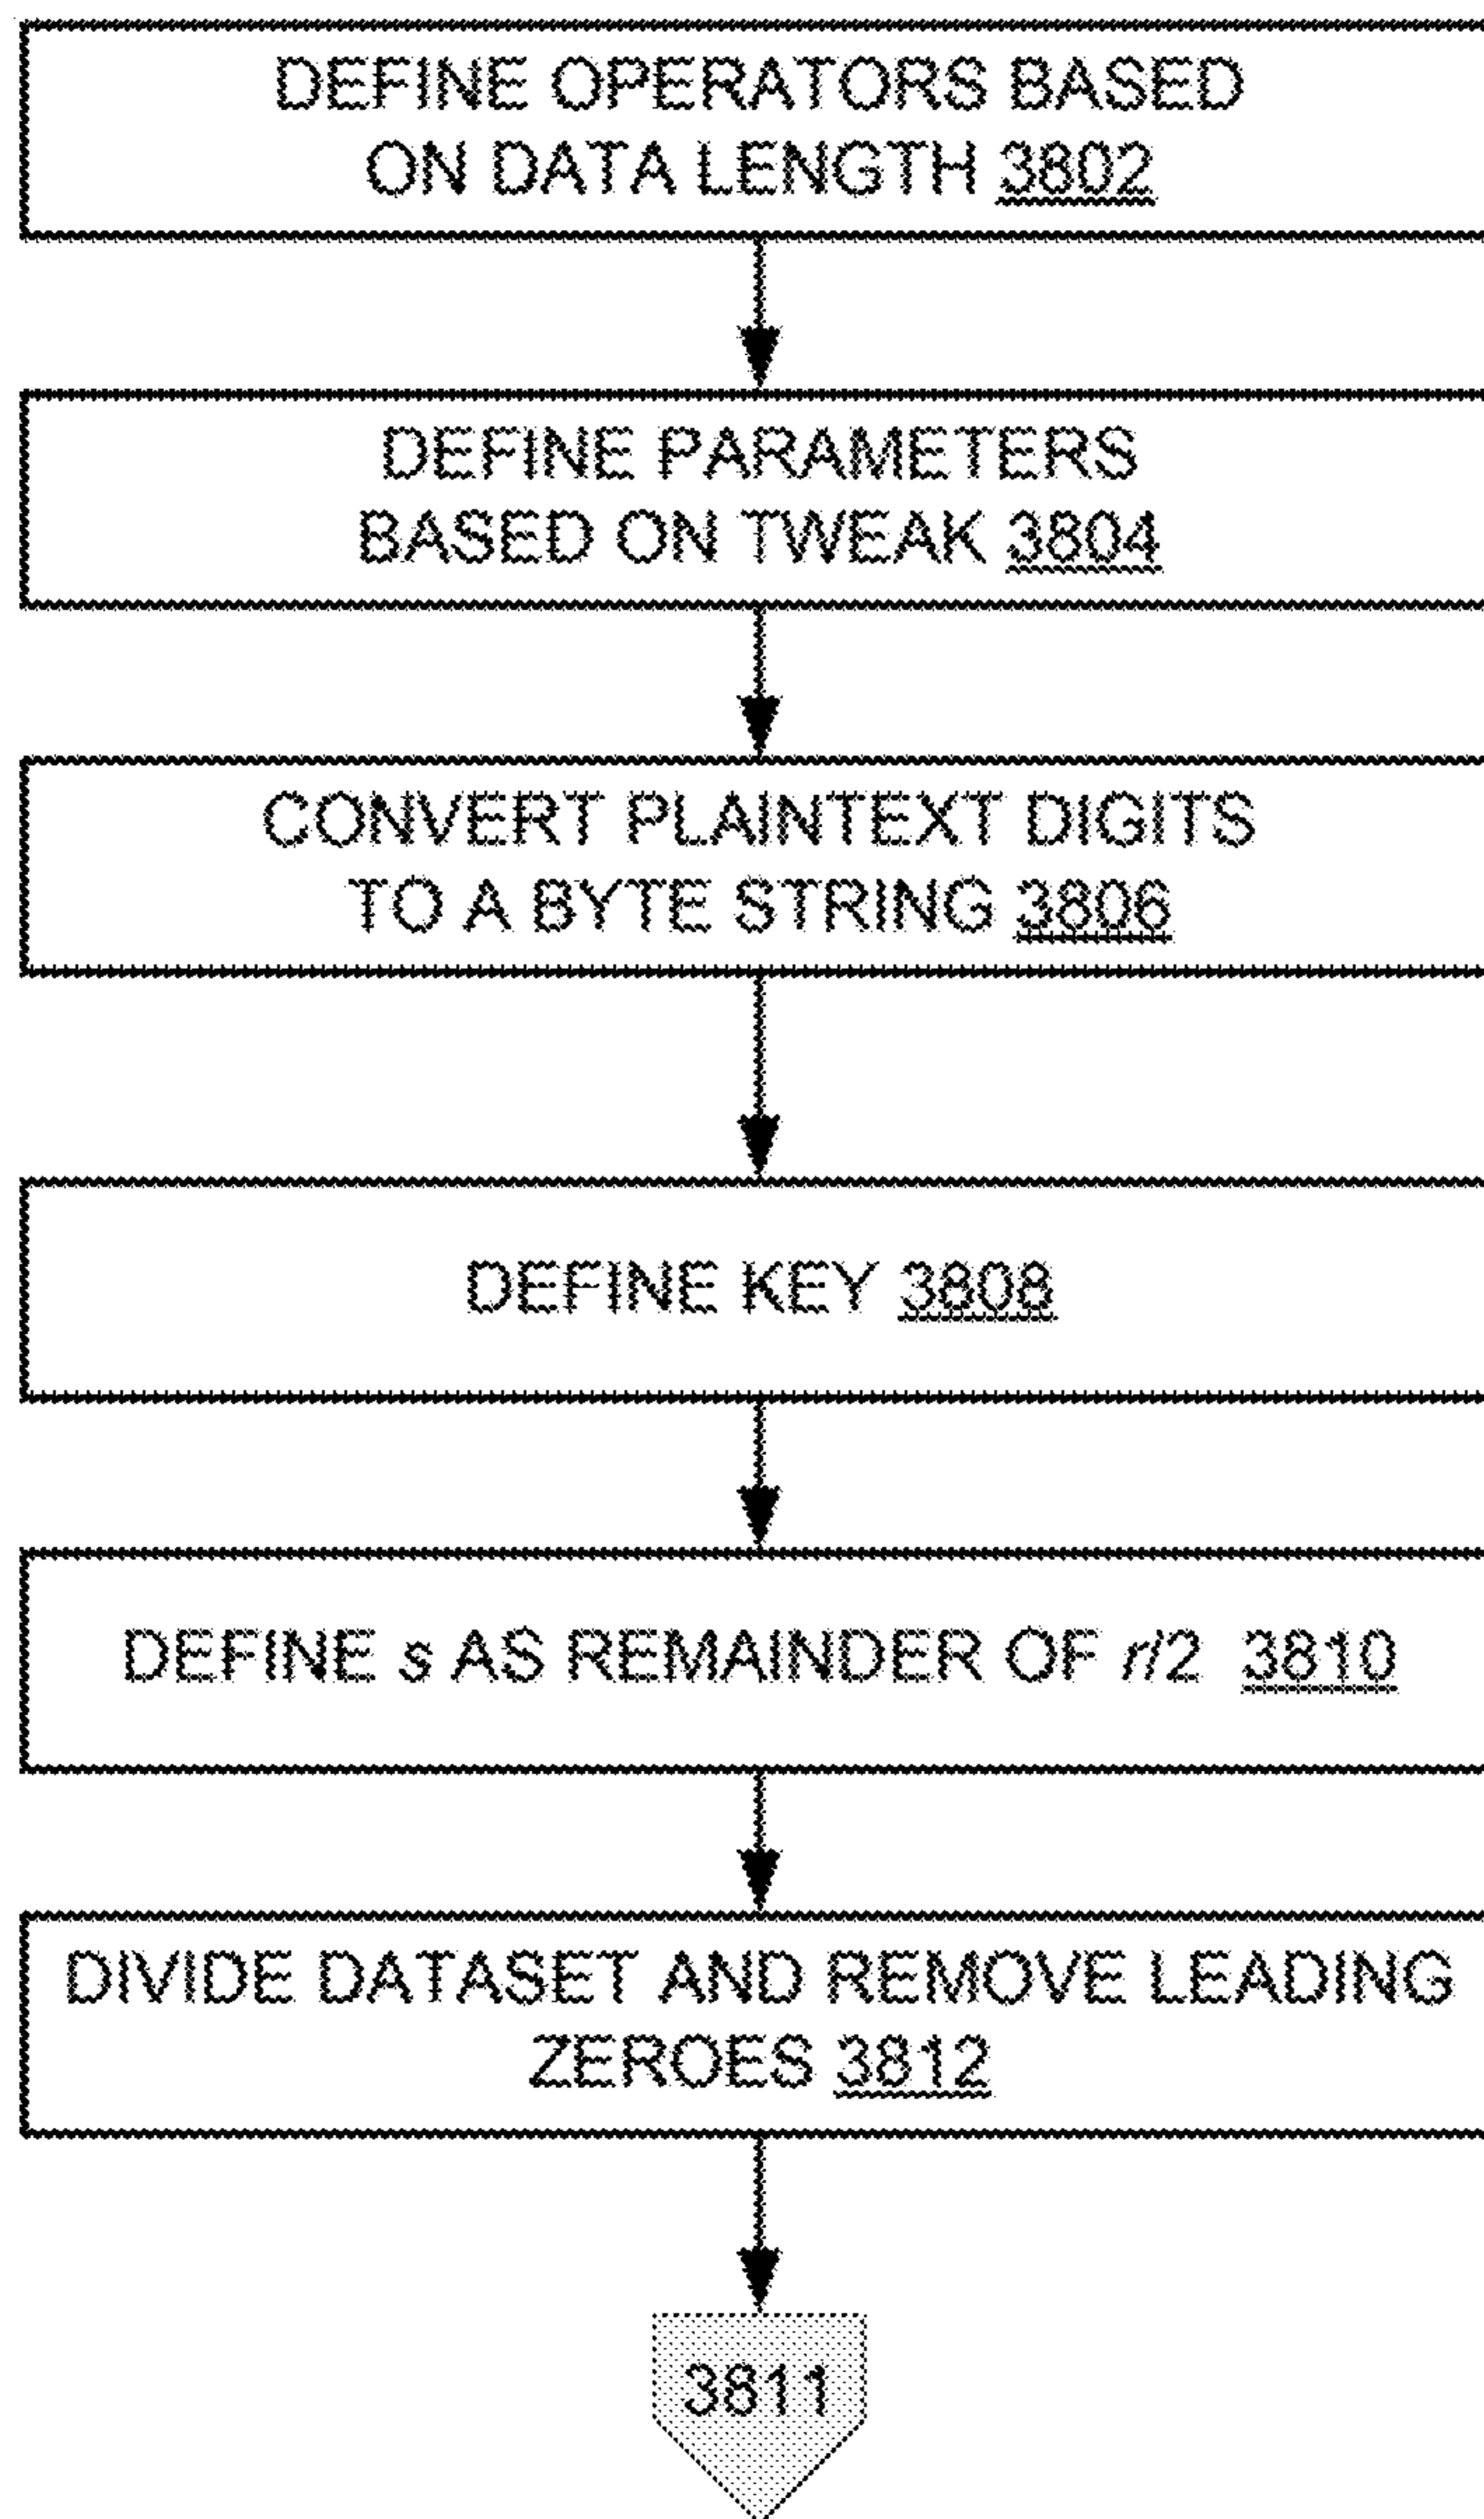 DEFINE OPERATORS BASED
ON DATA LENGTH 3802
DEFINE PARAMETERS
BASED ON TWEAK 3804
CONVERT PLAINTEXT DIGITS
TO A BYTE STRING 3806
DEFINE KEY 3808
DEFINE s AS REMAINDER OF r/2 3810
DIVIDE DATASET AND REMOVE LEADING
ZEROES 3812
3811